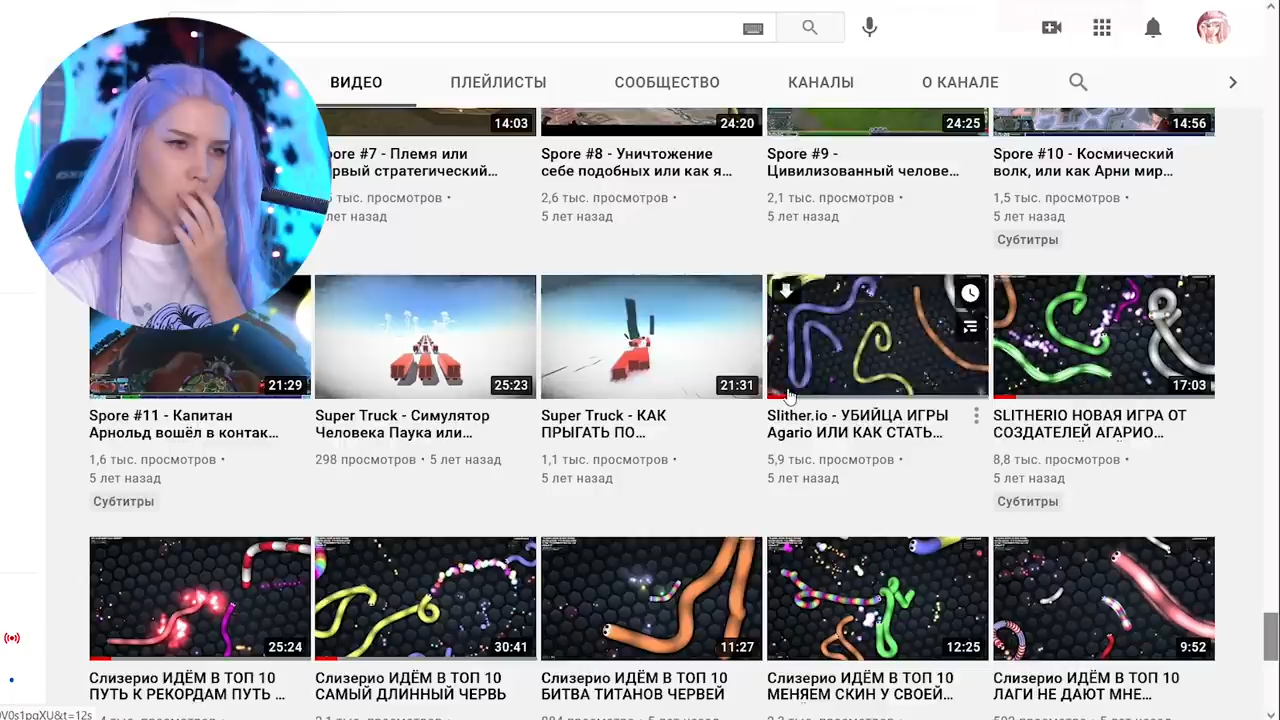 ВИДЕО
ПЛЕЙЛИСТЫ
СООБЩЕСТВО
КАНАЛЫ
О КАНАЛЕ
14:03
24:20
24:25
14:56
#7 - Племя или
стратегический...
тыс. просмотров •
лет назад
Spore #8 - Уничтожение
себе подобных или как я...
2,6 тыс. просмотров •
5 лет назад
Spore #9 -
Цивилизованный челове...
2,1 тыс. просмотров •
5 лет назад
Spore #10 - Космический
волк, или как Арни мир...
1,5 тыс. просмотров •
5 лет назад
Субтитры
21:29
25:23
21:31
17:03
Spore #11 - Капитан
Арнольд вошёл в контак...
1,6 тыс. просмотров •
5 лет назад
Субтитры
Super Truck - Симулятор
Человека Паука или...
298 просмотров • 5 лет назад
Super Truck - КАК
ПРЫГАТЬ ПО...
1,1 тыс. просмотров •
5 лет назад
Slither.io - УБИЙЦА ИГРЫ
Agario ИЛИ КАК СТАТЬ...
5,9 тыс. просмотров •
5 лет назад
SLITHERIO НОВАЯ ИГРА ОТ
СОЗДАТЕЛЕЙ АГАРИО...
8,8 тыс. просмотров •
5 лет назад
Субтитры
25:24
30:41
11:27
12:25
9:52
Слизерио ИДЁМ В ТОП 10
ПУТЬ К РЕКОРДАМ ПУТЬ ...
Слизерио ИДЁМ В ТОП 10
САМЫЙ ДЛИННЫЙ ЧЕРВЬ
Слизерио ИДЁМ В ТОП 10
БИТВА ТИТАНОВ ЧЕРВЕЙ
Слизерио ИДЁМ В ТОП 10
МЕНЯЕМ СКИН У СВОЕЙ...
Слизерио ИДЁМ В ТОП 10
ЛАГИ НЕ ДАЮТ МНЕ...